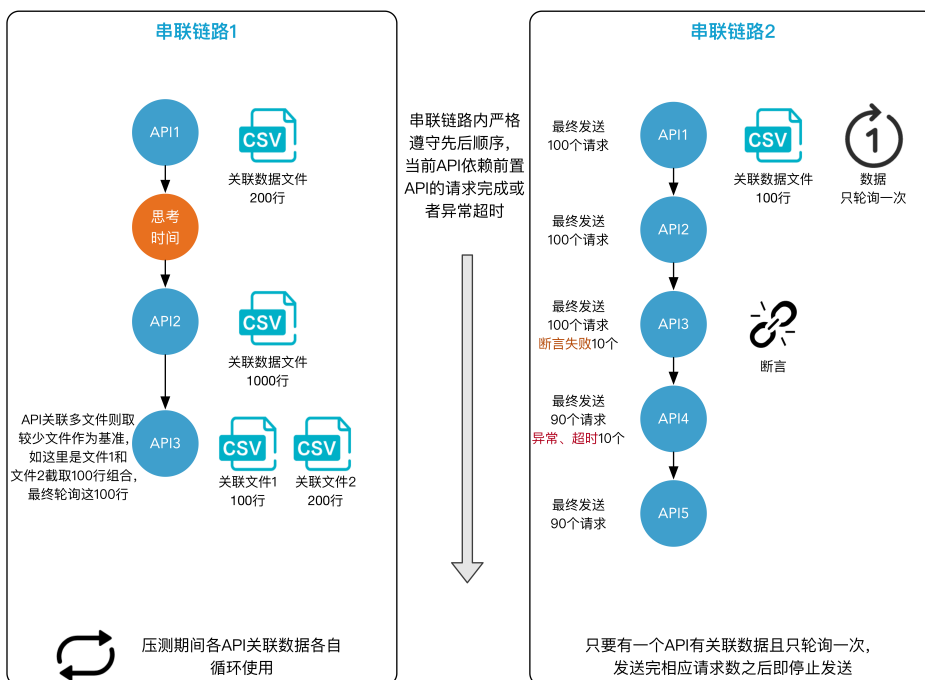 串联链路1
API1
CSV
关联数据文件
200行
思考
时间
API2
CSV
关联数据文件
1000行
API关联多文件则取
较少文件作为基准，
如这里是文件1和
文件2截取100行组合，
最终轮询这100行
API3
CSV
关联文件1
100行
CSV
关联文件2
200行
压测期间各API关联数据各自
循环使用
串联链路内严格
遵守先后顺序，
当前API依赖前置
API的请求完成或
者异常超时
串联链路2
最终发送
100个请求
API1
CSV
关联数据文件
100行
1
数据
只轮询一次
最终发送
100个请求
API2
最终发送
100个请求
断言失败10个
API3
断言
最终发送
90个请求
异常、超时10个
API4
最终发送
90个请求
API5
只要有一个API有关联数据且只轮询一次，
发送完相应请求数之后即停止发送